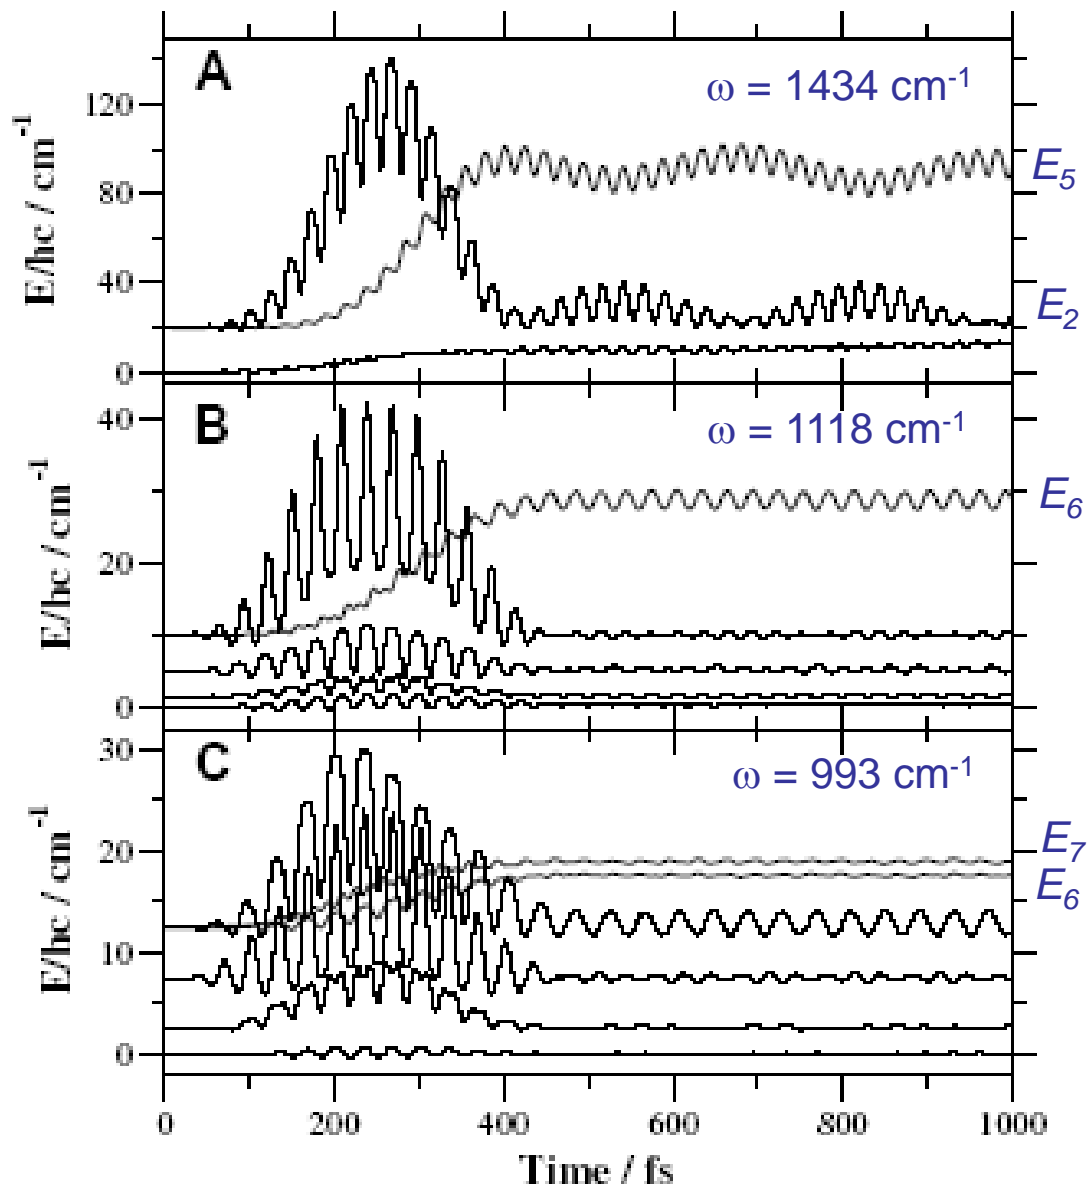 A
ω = 1434 cm⁻¹
E/hc / cm⁻¹
120
80
40
0
E₅
E₂
B
ω = 1118 cm⁻¹
E/hc / cm⁻¹
40
20
0
E₆
C
ω = 993 cm⁻¹
E/hc / cm⁻¹
30
20
10
0
E₇
E₆
0 200 400 600 800 1000
Time / fs